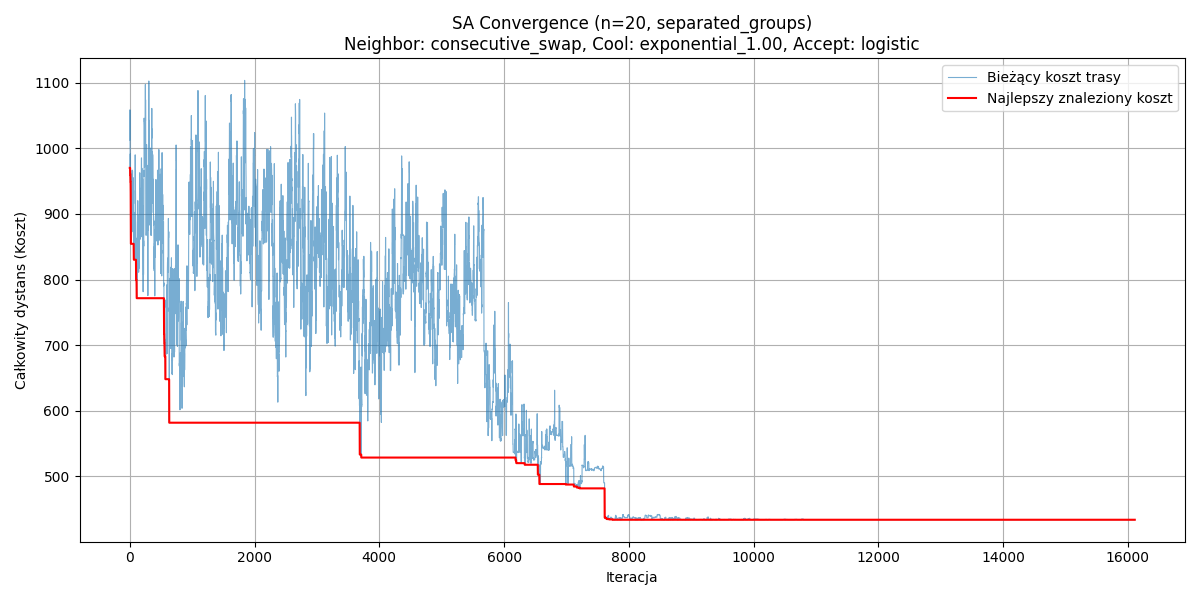 SA Convergence (n=20, separated_groups)
Neighbor: consecutive_swap, Cool: exponential_1.00, Accept: logistic
Bieżący koszt trasy
Najlepszy znaleziony koszt
Całkowity dystans (Koszt)
1100
1000
900
800
700
600
500
0
2000
4000
6000
8000
10000
12000
14000
16000
Iteracja